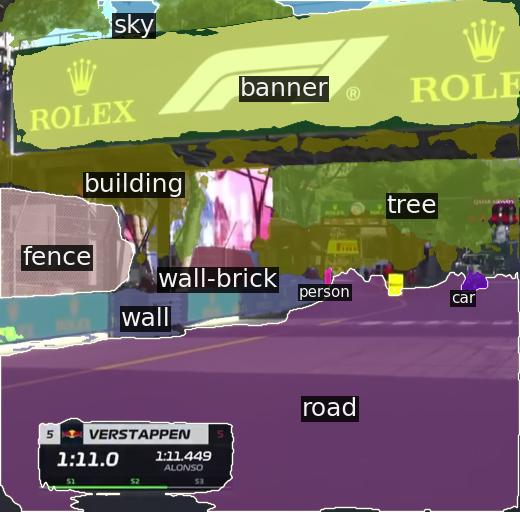 sky
banner
ROLEX
®
ROLE
building
tree
fence
wall-brick
person
car
wall
road
5 VERSTAPPEN 5
1:11.0 1:11.449
ALONSO
S1 S2 S3